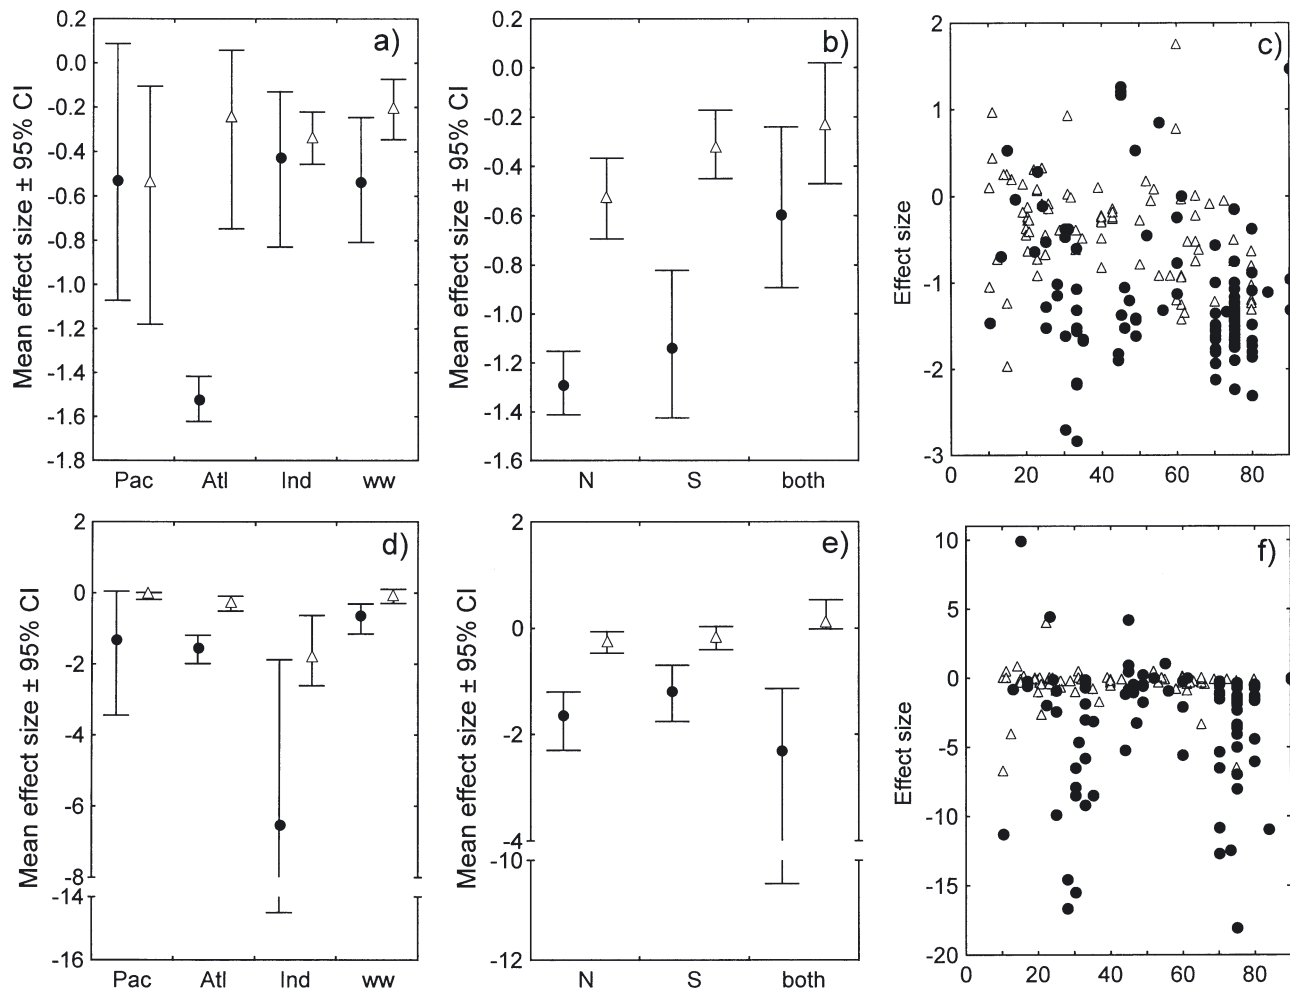 a)
Mean effect size ± 95% CI
0.2
0.0
-0.2
-0.4
-0.6
-0.8
-1.0
-1.2
-1.4
-1.6
-1.8
Pac Atl Ind ww
b)
Mean effect size ± 95% CI
0.2
0.0
-0.2
-0.4
-0.6
-0.8
-1.0
-1.2
-1.4
-1.6
N S both
c)
Effect size
2
1
0
-1
-2
-3
0 20 40 60 80
d)
Mean effect size ± 95% CI
2
0
-2
-4
-6
-8
-14
-16
Pac Atl Ind ww
e)
Mean effect size ± 95% CI
2
0
-2
-4
-10
-12
N S both
f)
Effect size
10
5
0
-5
-10
-15
-20
0 20 40 60 80